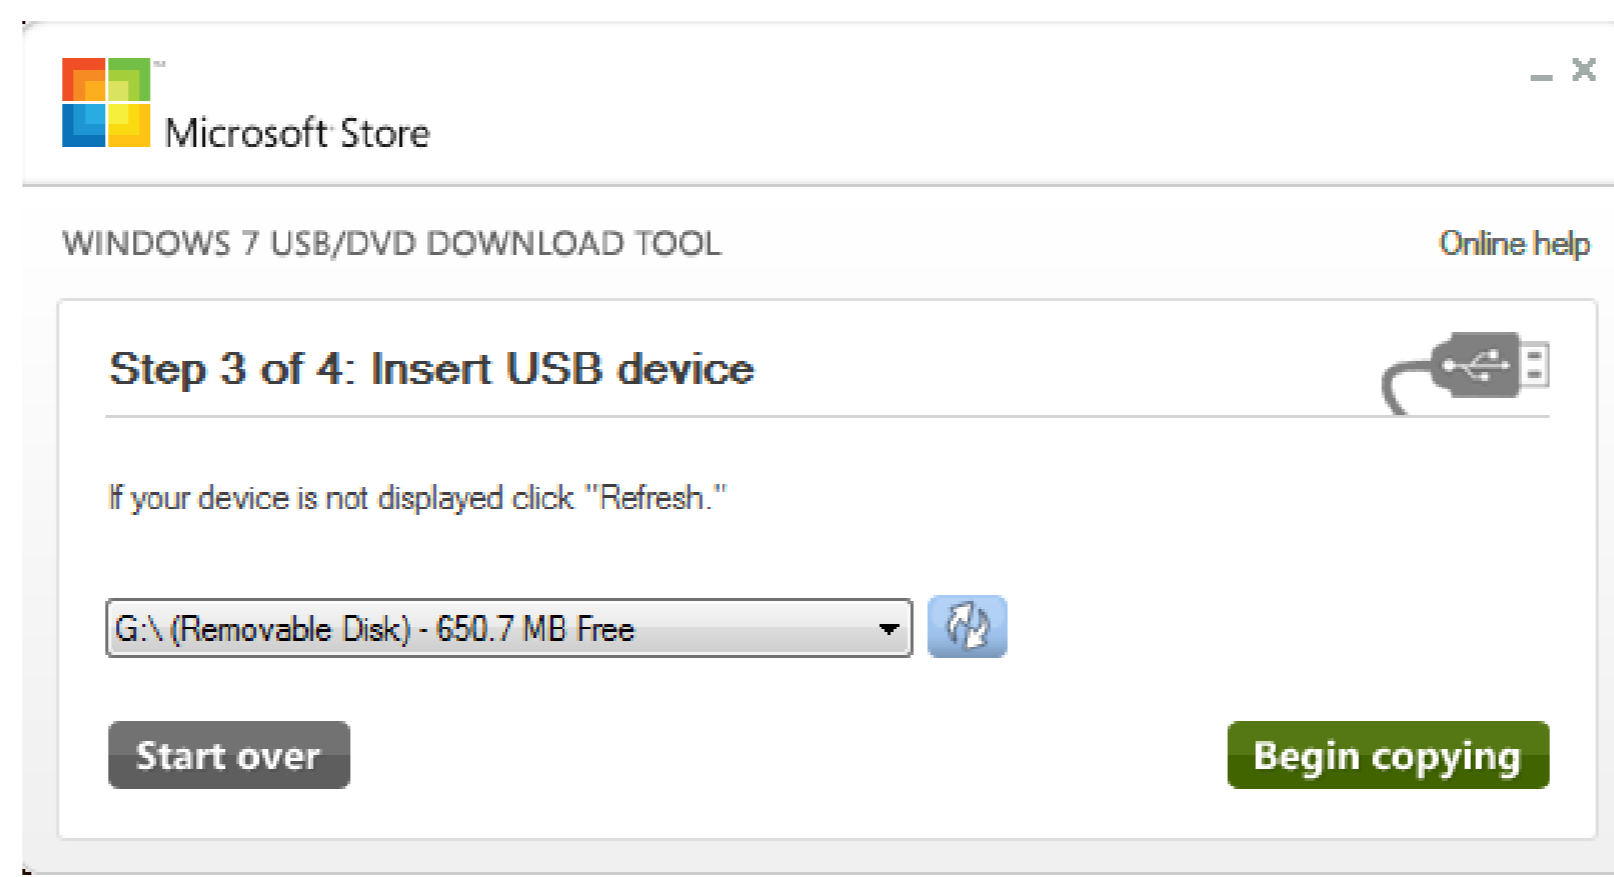 Microsoft Store
WINDOWS 7 USB/DVD DOWNLOAD TOOL
Online help
Step 3 of 4: Insert USB device
If your device is not displayed click "Refresh."
G:\ (Removable Disk) - 650.7 MB Free
Start over
Begin copying